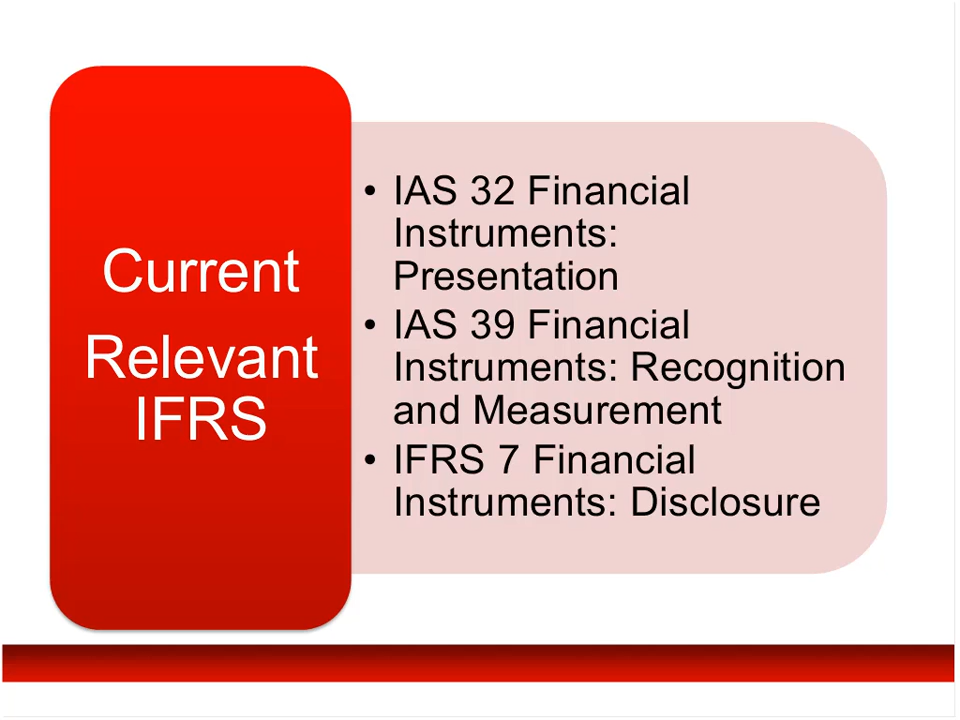 Current
Relevant
IFRS
• IAS 32 Financial
Instruments:
Presentation
• IAS 39 Financial
Instruments: Recognition
and Measurement
• IFRS 7 Financial
Instruments: Disclosure